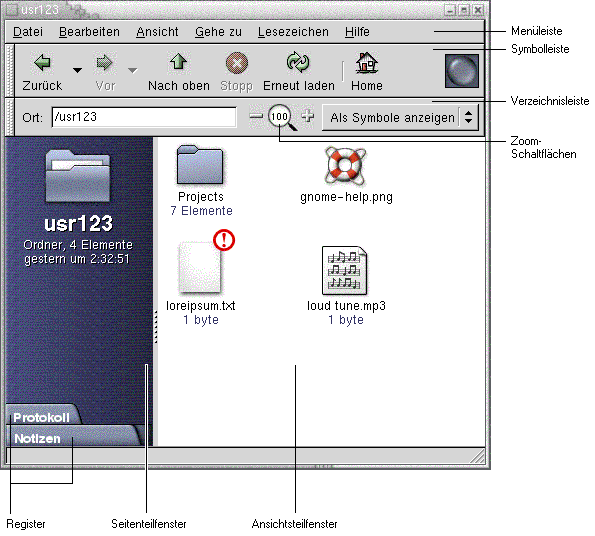 usr123
Datei Bearbeiten Ansicht Gehe zu Lesezeichen Hilfe
Menüleiste
Symbolleiste
Zurück Vor Nach oben Stopp Erneut laden Home
Verzeichnisleiste
Ort: /usr123 100 Als Symbole anzeigen
Zoom-
Schaltflächen
usr123
Ordner, 4 Elemente
gestern um 2:32:51
Projects
7 Elemente
gnome-help.png
loreipsum.txt
1 byte
loud tune.mp3
1 byte
Protokoll
Notizen
Register
Seitenteilfenster
Ansichtsteilfenster